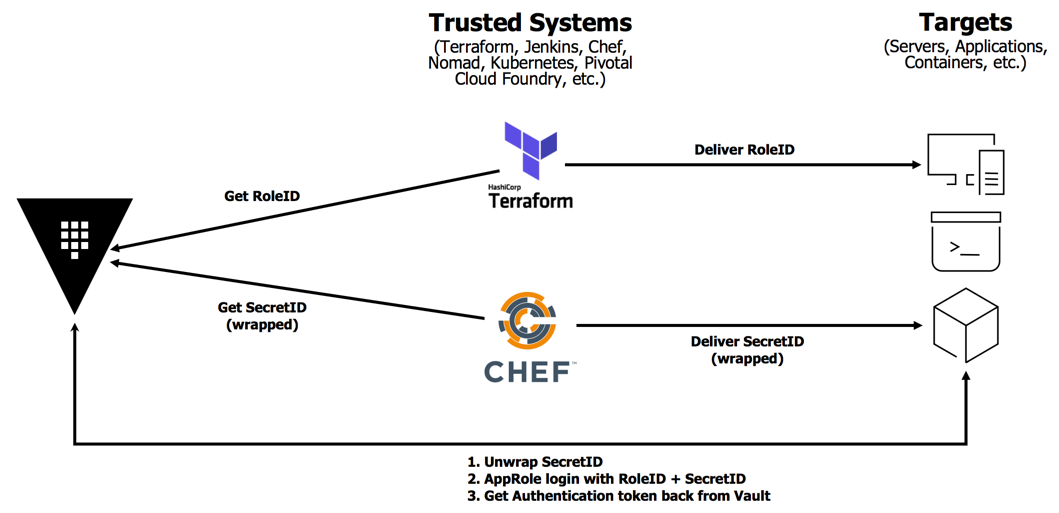 Trusted Systems
(Terraform, Jenkins, Chef,
Nomad, Kubernetes, Pivotal
Cloud Foundry, etc.)
Targets
(Servers, Applications,
Containers, etc.)
Deliver RoleID
Get RoleID
HashiCorp
Terraform
>_
Get SecretID
(wrapped)
CHEF™
Deliver SecretID
(wrapped)
1. Unwrap SecretID
2. AppRole login with RoleID + SecretID
3. Get Authentication token back from Vault